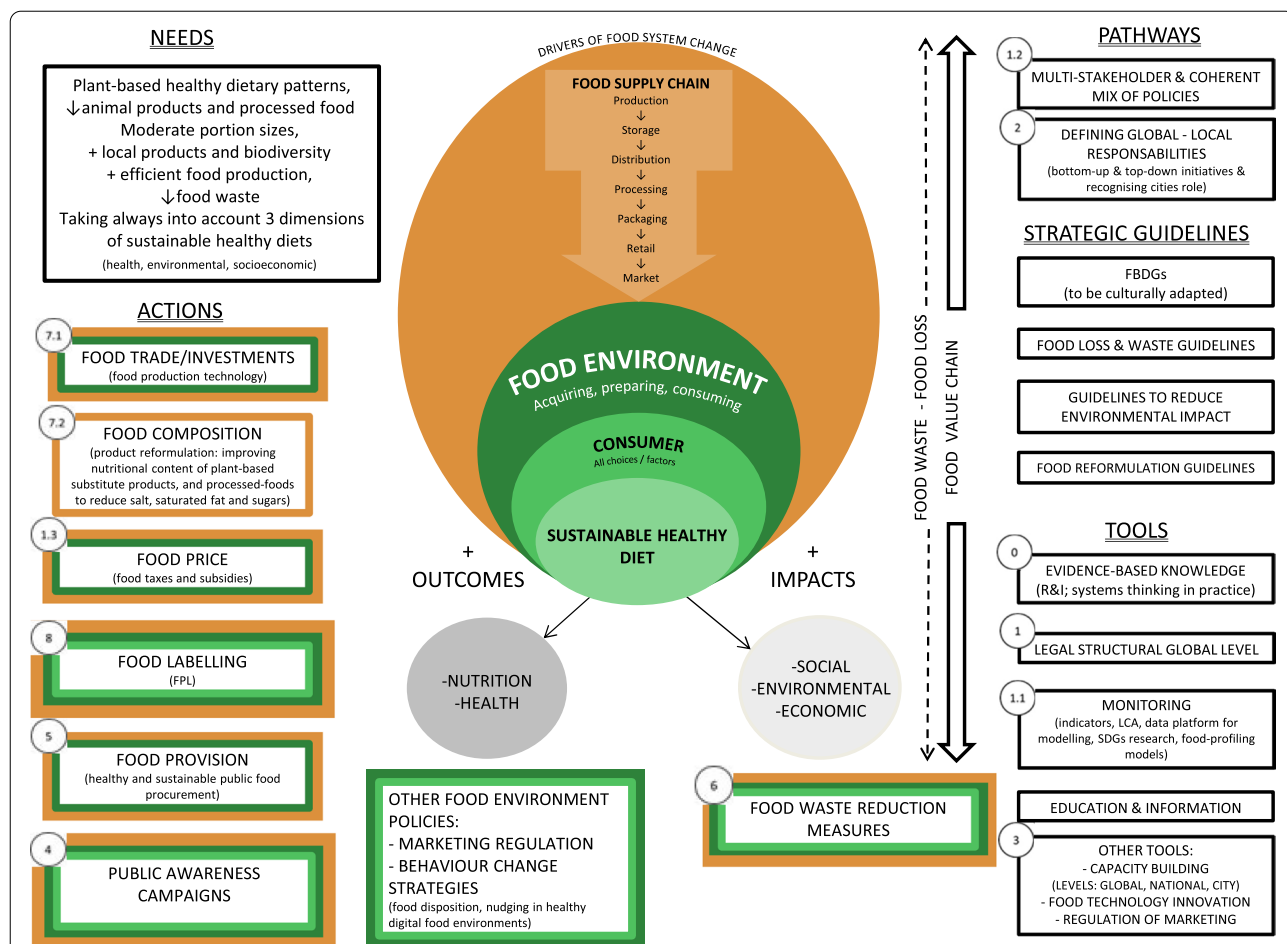 NEEDS
Plant-based healthy dietary patterns,
↓animal products and processed food
Moderate portion sizes,
+ local products and biodiversity
+ efficient food production,
↓food waste
Taking always into account 3 dimensions
of sustainable healthy diets
(health, environmental, socioeconomic)
ACTIONS
7.1
FOOD TRADE/INVESTMENTS
(food production technology)
7.2
FOOD COMPOSITION
(product reformulation: improving
nutritional content of plant-based
substitute products, and processed-foods
to reduce salt, saturated fat and sugars)
1.3
FOOD PRICE
(food taxes and subsidies)
8
FOOD LABELLING
(FPL)
5
FOOD PROVISION
(healthy and sustainable public food
procurement)
4
PUBLIC AWARENESS
CAMPAIGNS
DRIVERS OF FOOD SYSTEM CHANGE
FOOD SUPPLY CHAIN
Production
↓
Storage
↓
Distribution
↓
Processing
↓
Packaging
↓
Retail
↓
Market
FOOD ENVIRONMENT
Acquiring, preparing, consuming
CONSUMER
All choices / factors
SUSTAINABLE HEALTHY
DIET
+
OUTCOMES
+
IMPACTS
-NUTRITION
-HEALTH
-SOCIAL
-ENVIRONMENTAL
-ECONOMIC
OTHER FOOD ENVIRONMENT
POLICIES:
- MARKETING REGULATION
- BEHAVIOUR CHANGE
STRATEGIES
(food disposition, nudging in healthy
digital food environments)
6
FOOD WASTE REDUCTION
MEASURES
FOOD WASTE - FOOD LOSS
FOOD VALUE CHAIN
PATHWAYS
1.2
MULTI-STAKEHOLDER & COHERENT
MIX OF POLICIES
2
DEFINING GLOBAL - LOCAL
RESPONSABILITIES
(bottom-up & top-down initiatives &
recognising cities role)
STRATEGIC GUIDELINES
FBDGs
(to be culturally adapted)
FOOD LOSS & WASTE GUIDELINES
GUIDELINES TO REDUCE
ENVIRONMENTAL IMPACT
FOOD REFORMULATION GUIDELINES
TOOLS
0
EVIDENCE-BASED KNOWLEDGE
(R&I; systems thinking in practice)
1
LEGAL STRUCTURAL GLOBAL LEVEL
1.1
MONITORING
(indicators, LCA, data platform for
modelling, SDGs research, food-profiling
models)
EDUCATION & INFORMATION
3
OTHER TOOLS:
- CAPACITY BUILDING
(LEVELS: GLOBAL, NATIONAL, CITY)
- FOOD TECHNOLOGY INNOVATION
- REGULATION OF MARKETING